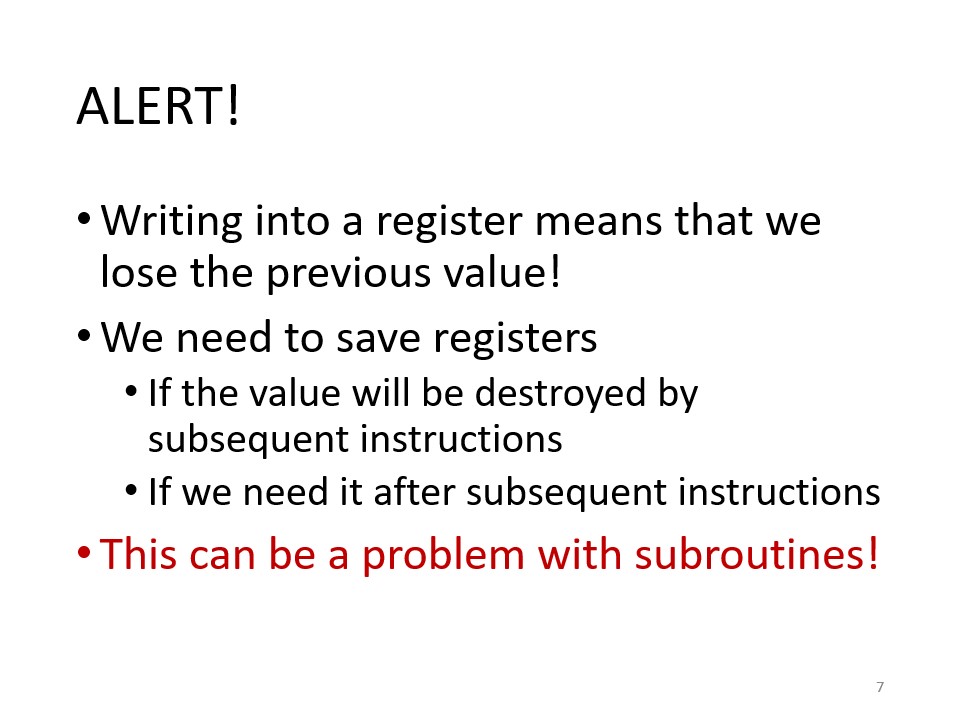 ALERT!
• Writing into a register means that we
lose the previous value!
• We need to save registers
• If the value will be destroyed by
subsequent instructions
• If we need it after subsequent instructions
• This can be a problem with subroutines!
7